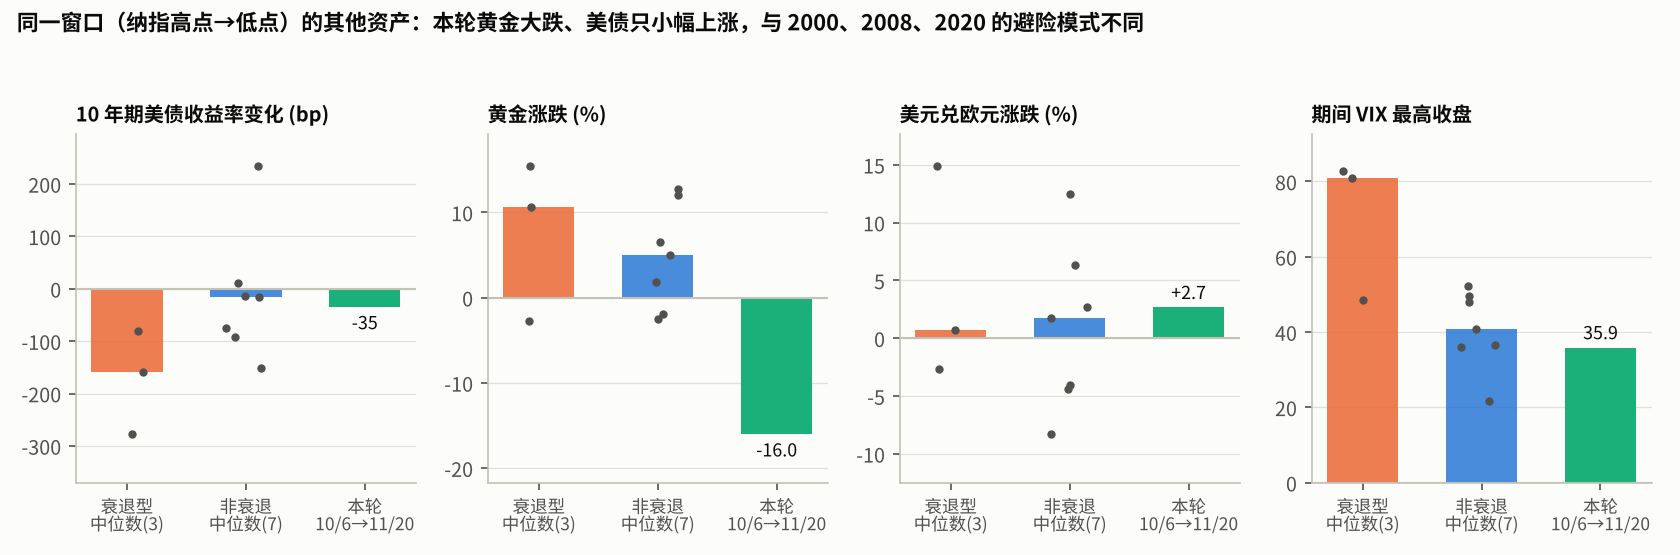 同一窗口（纳指高点→低点）的其他资产：本轮黄金大跌、美债只小幅上涨，与 2000、2008、2020 的避险模式不同
10 年期美债收益率变化 (bp)
200
100
0
-100
-200
-300
-35
衰退型
中位数(3)
非衰退
中位数(7)
本轮
10/6→11/20
黄金涨跌 (%)
10
0
-10
-20
-16.0
衰退型
中位数(3)
非衰退
中位数(7)
本轮
10/6→11/20
美元兑欧元涨跌 (%)
15
10
5
0
-5
-10
+2.7
衰退型
中位数(3)
非衰退
中位数(7)
本轮
10/6→11/20
期间 VIX 最高收盘
80
60
40
20
0
35.9
衰退型
中位数(3)
非衰退
中位数(7)
本轮
10/6→11/20